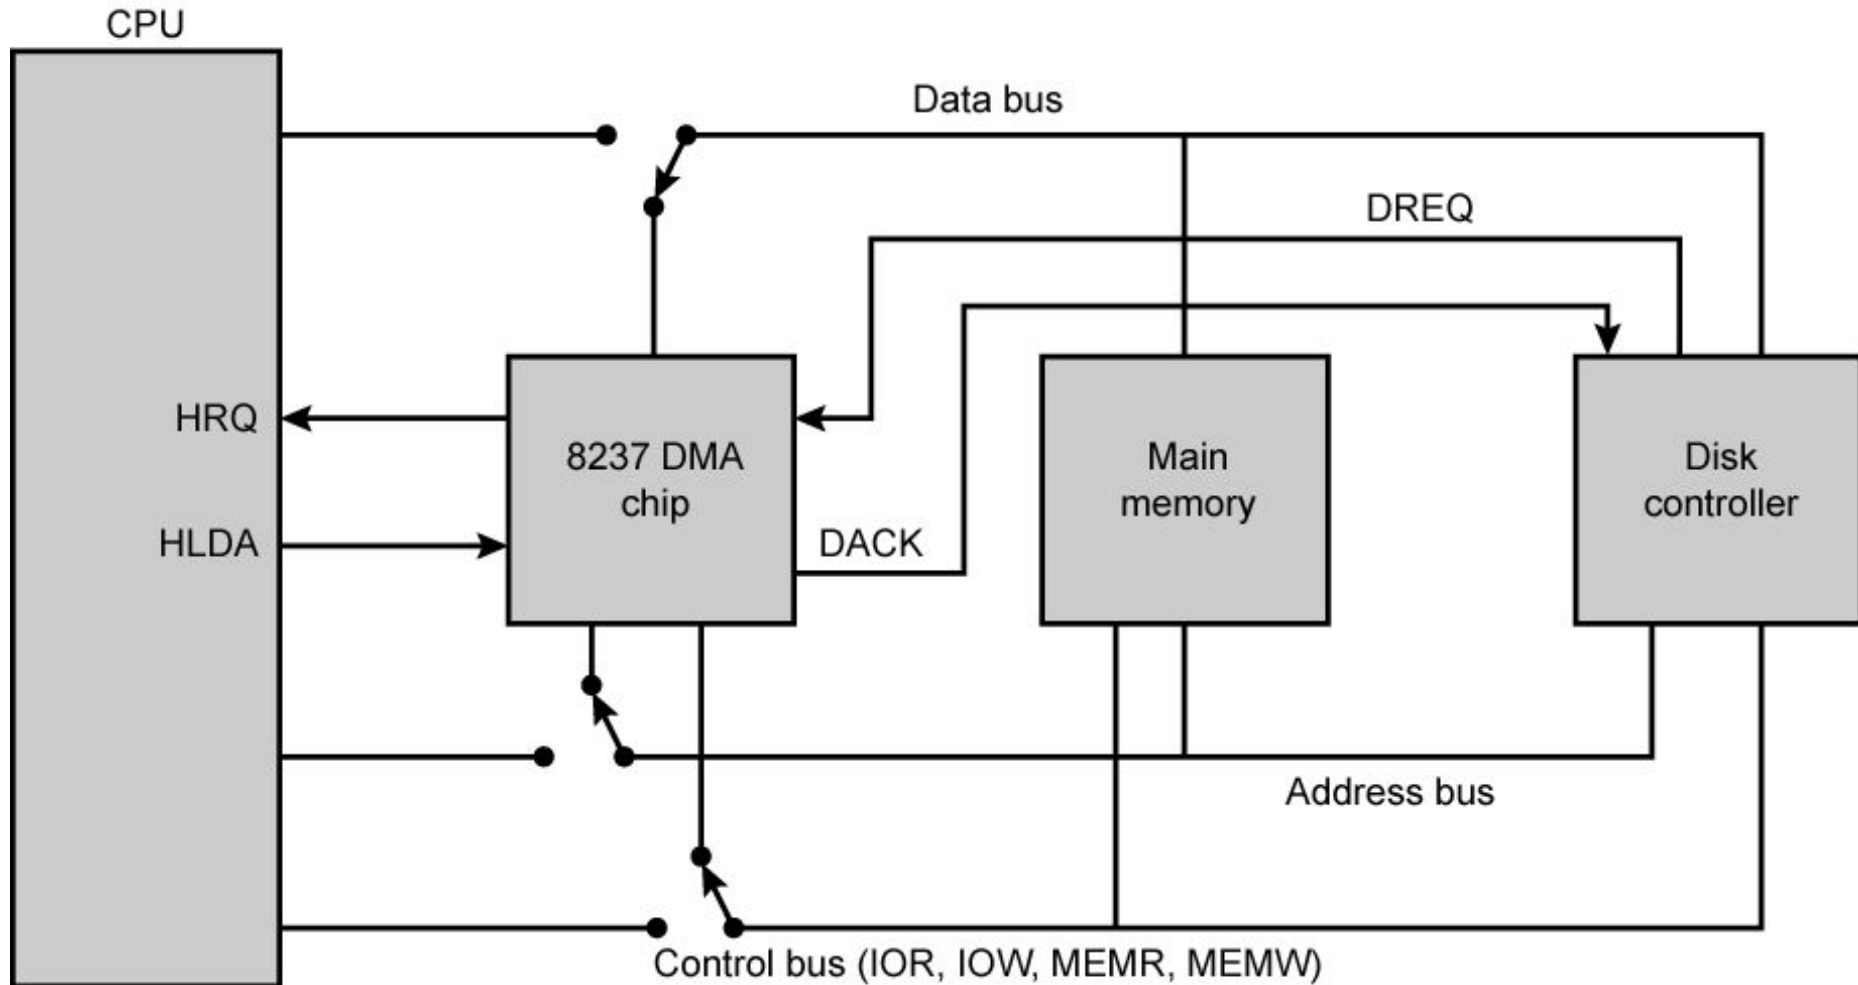 CPU
Data bus
DREQ
HRQ
8237 DMA
chip
Main
memory
Disk
controller
HLDA
DACK
Address bus
Control bus (IOR, IOW, MEMR, MEMW)